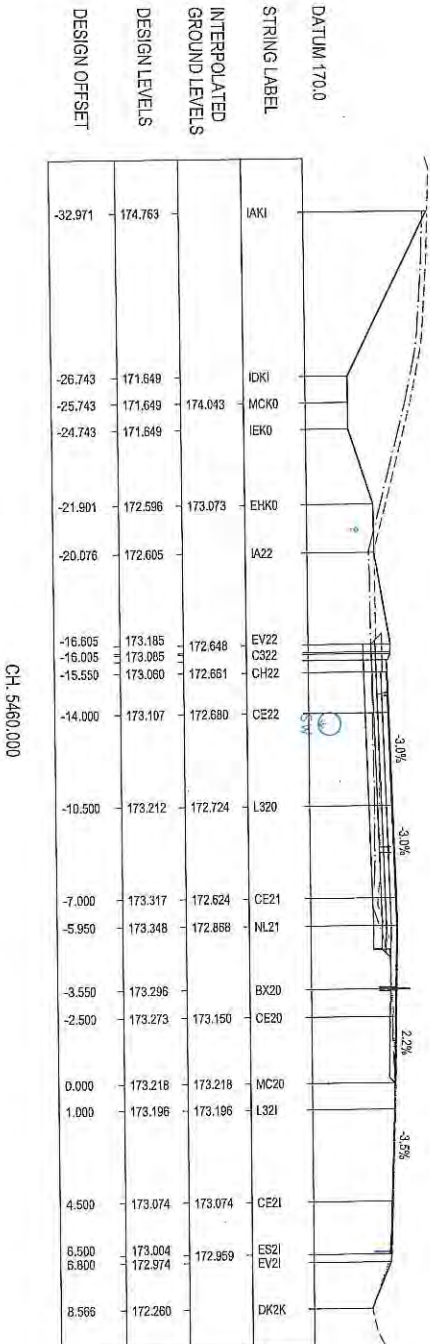 DATUM 170.0
-3.0%
-3.0%
2.2%
-3.5%
SW
STRING LABEL IAKI IDKI MCK0 IEK0 EHK0 IA22 EV22 C322 CH22 CE22 L320 CE21 NL21 BX20 CE20 MC20 L32I CE2I ES2I EV2I DK2K
INTERPOLATED
GROUND LEVELS 174.043 173.073 172.648 172.661 172.680 172.724 172.624 172.868 173.150 173.218 173.196 173.074 172.959
DESIGN LEVELS 174.763 171.649 171.649 171.649 172.596 172.605 173.185 173.085 173.060 173.107 173.212 173.317 173.348 173.296 173.273 173.218 173.196 173.074 173.004 172.974 172.260
DESIGN OFFSET -32.971 -26.743 -25.743 -24.743 -21.901 -20.076 -16.605 -16.005 -15.550 -14.000 -10.500 -7.000 -5.950 -3.550 -2.500 0.000 1.000 4.500 6.500 6.800 8.566
CH. 5460.000